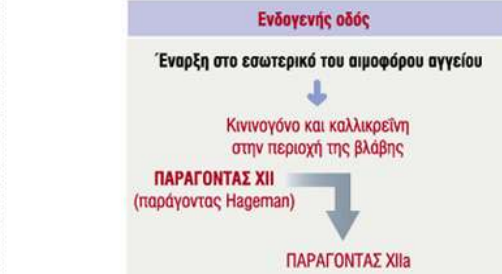 Ενδογενής οδός
Έναρξη στο εσωτερικό του αιμοφόρου αγγείου
Κινινογόνο και καλλικρεΐνη
στην περιοχή της βλάβης
ΠΑΡΑΓΟΝΤΑΣ XII
(παράγοντας Hageman)
ΠΑΡΑΓΟΝΤΑΣ XIIa